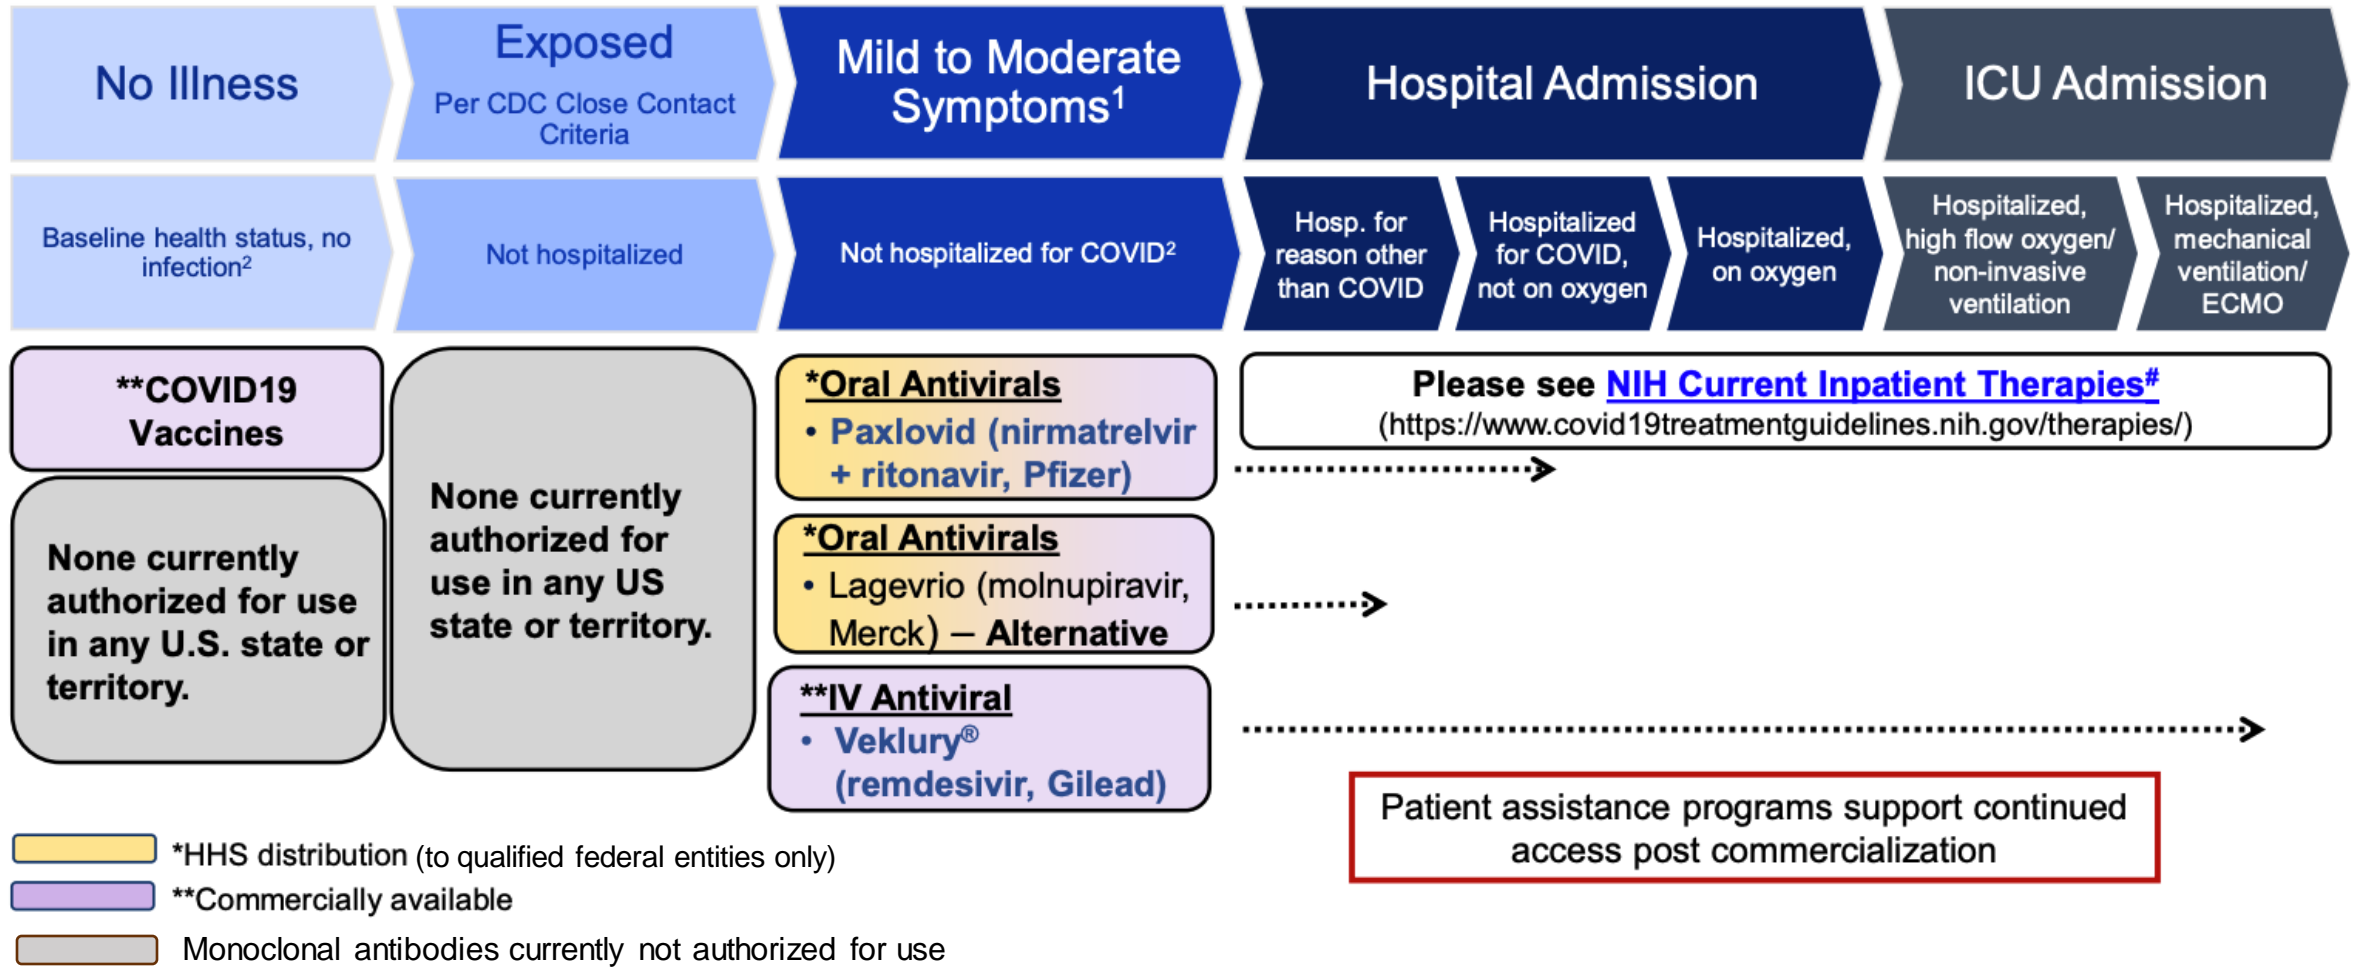 No Illness
Exposed
Per CDC Close Contact
Criteria
Mild to Moderate
Symptoms¹
Hospital Admission
ICU Admission
Baseline health status, no
infection²
Not hospitalized
Not hospitalized for COVID²
Hosp. for
reason other
than COVID
Hospitalized
for COVID,
not on oxygen
Hospitalized,
on oxygen
Hospitalized,
high flow oxygen/
non-invasive
ventilation
Hospitalized,
mechanical
ventilation/
ECMO
**COVID19
Vaccines
None currently
authorized for use
in any U.S. state or
territory.
None currently
authorized for
use in any US
state or territory.
*Oral Antivirals
• Paxlovid (nirmatrelvir
+ ritonavir, Pfizer)
*Oral Antivirals
• Lagevrio (molnupiravir,
Merck) – Alternative
**IV Antiviral
• Veklury®
(remdesivir, Gilead)
Please see NIH Current Inpatient Therapies#
(https://www.covid19treatmentguidelines.nih.gov/therapies/)
Patient assistance programs support continued
access post commercialization
*HHS distribution (to qualified federal entities only)
**Commercially available
Monoclonal antibodies currently not authorized for use